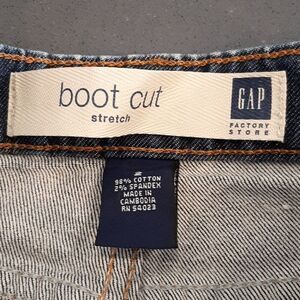 boot cut
stretch
GAP
FACTORY
STORE
98% COTTON
2% SPANDEX
MADE IN
CAMBODIA
RN 54023